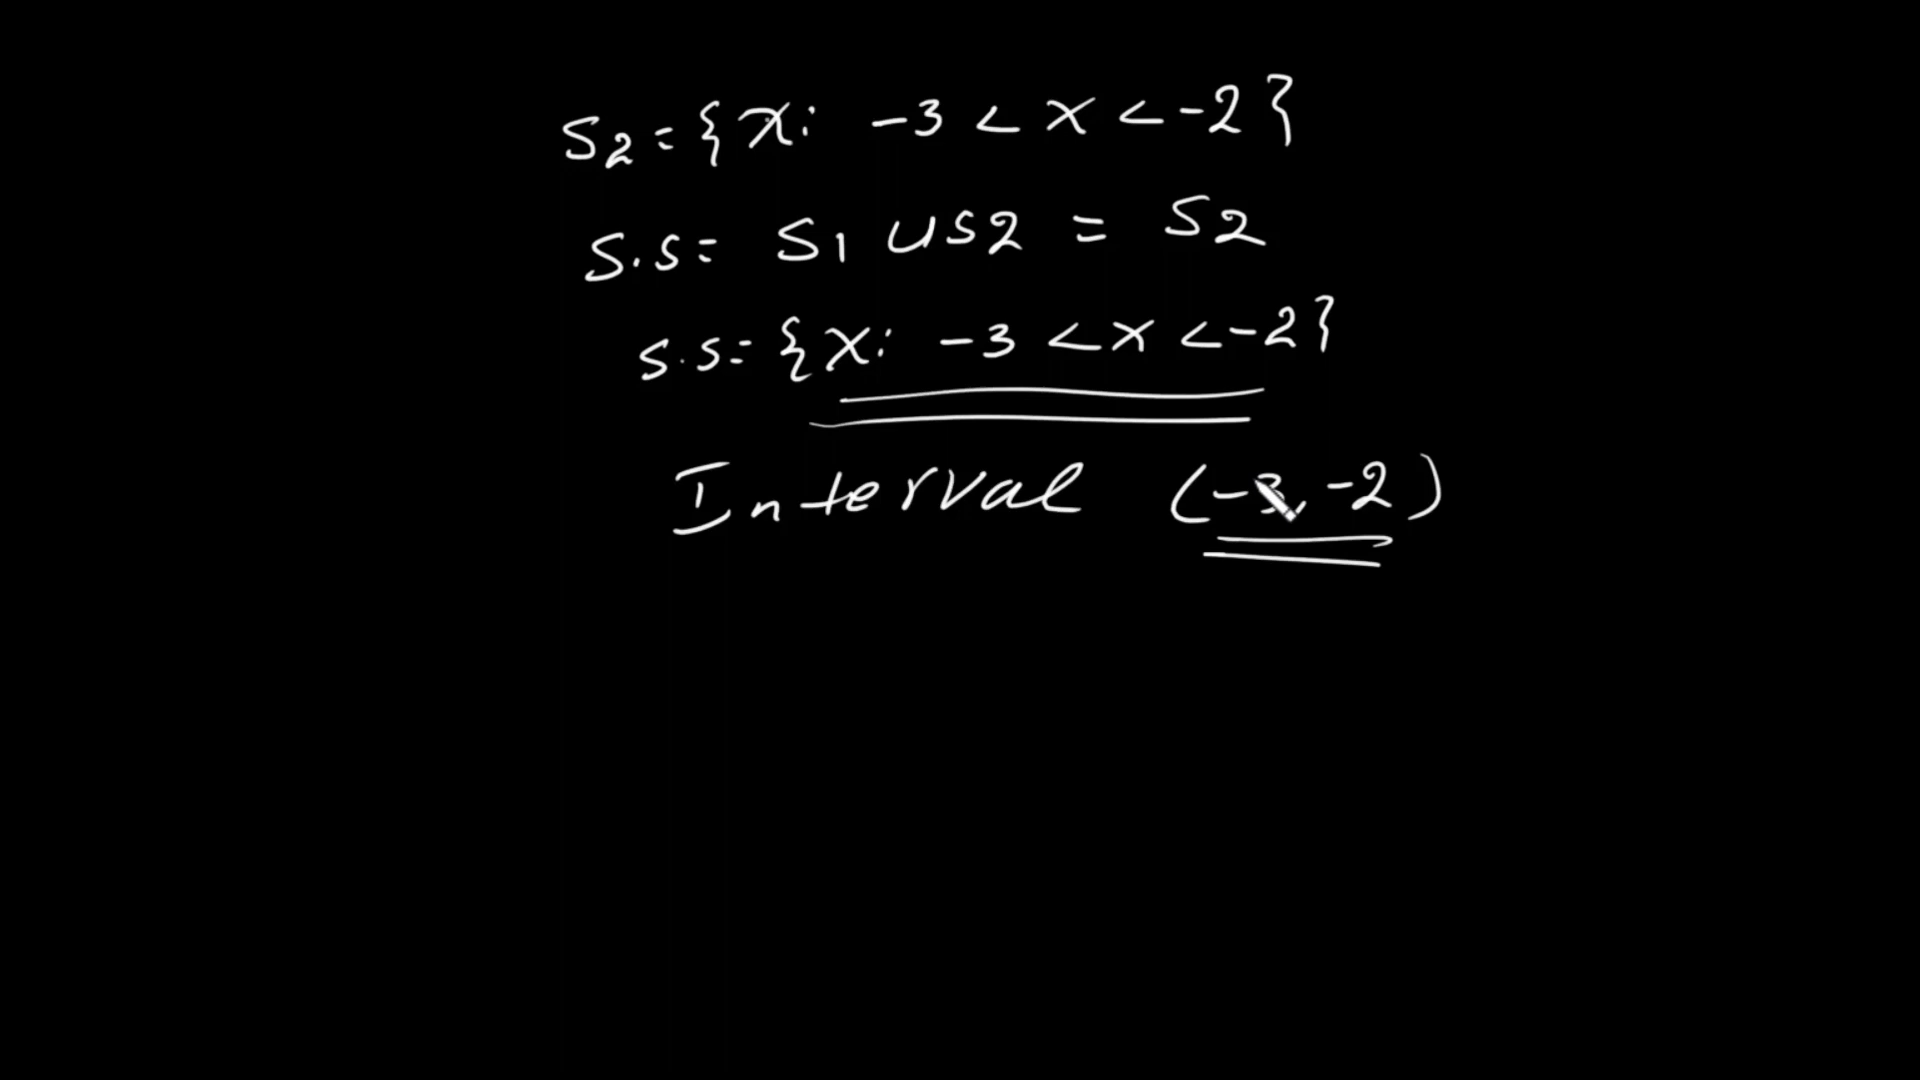 S2 = {x: -3 < x < -2}
S.S = S1 U S2 = S2
S.S = {x: -3 < x < -2}
Interval (-3, -2)